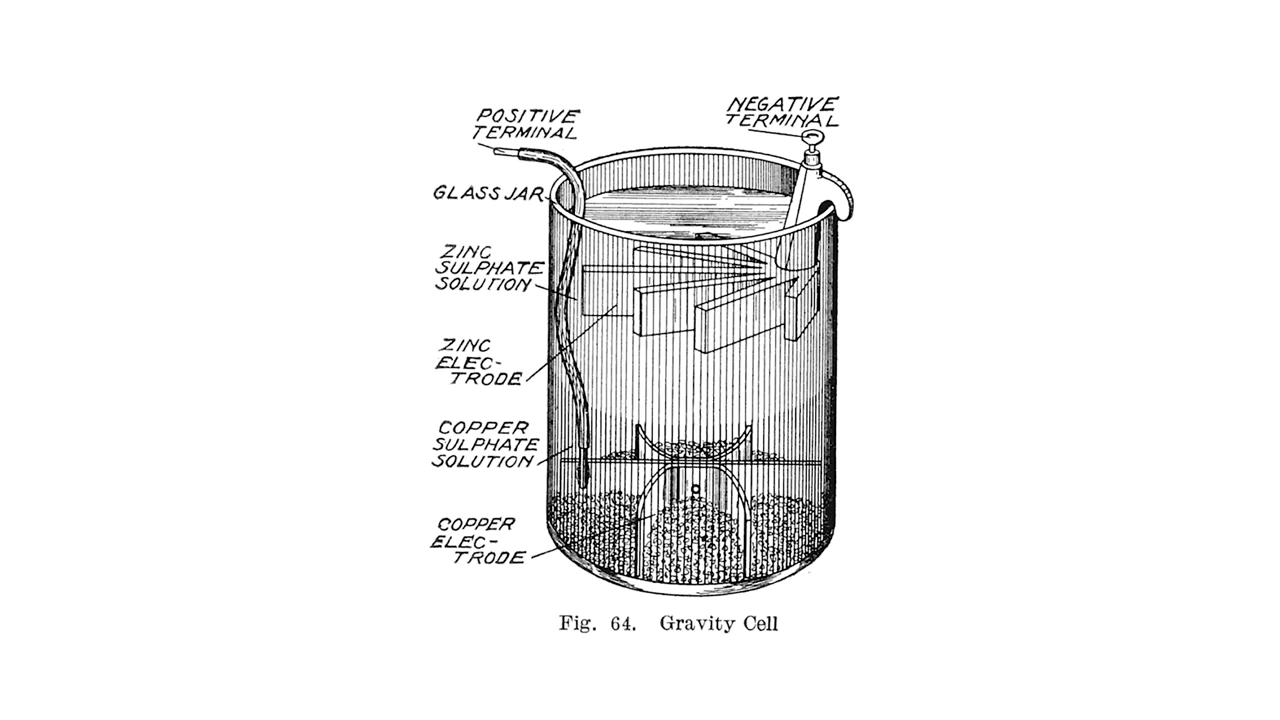 POSITIVE
TERMINAL
NEGATIVE
TERMINAL
GLASS JAR
ZINC
SULPHATE
SOLUTION
ZINC
ELEC-
TRODE
COPPER
SULPHATE
SOLUTION
COPPER
ELEC-
TRODE
Fig. 64. Gravity Cell